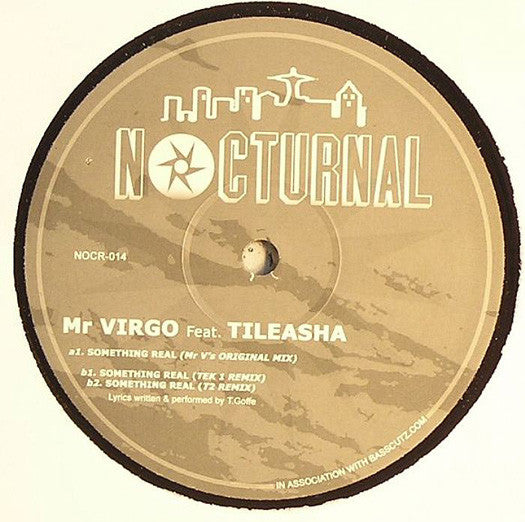 NOCTURNAL
NOCR-014
Mr VIRGO Feat. TILEASHA
a1. SOMETHING REAL (Mr V's ORIGINAL MIX)
b1. SOMETHING REAL (TEK 1 REMIX)
b2. SOMETHING REAL (T2 REMIX)
Lyrics written & performed by T.Goffe
IN ASSOCIATION WITH BASSCUTZ.COM